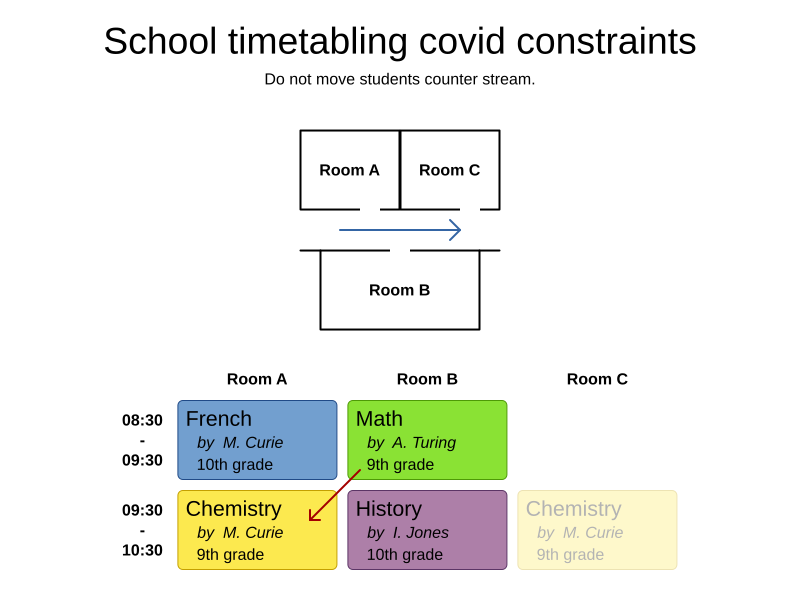 School timetabling covid constraints
Do not move students counter stream.
Room A
Room C
Room B
Room A
Room B
Room C
08:30
-
09:30
French
by M. Curie
10th grade
Math
by A. Turing
9th grade
09:30
-
10:30
Chemistry
by M. Curie
9th grade
History
by I. Jones
10th grade
Chemistry
by M. Curie
9th grade